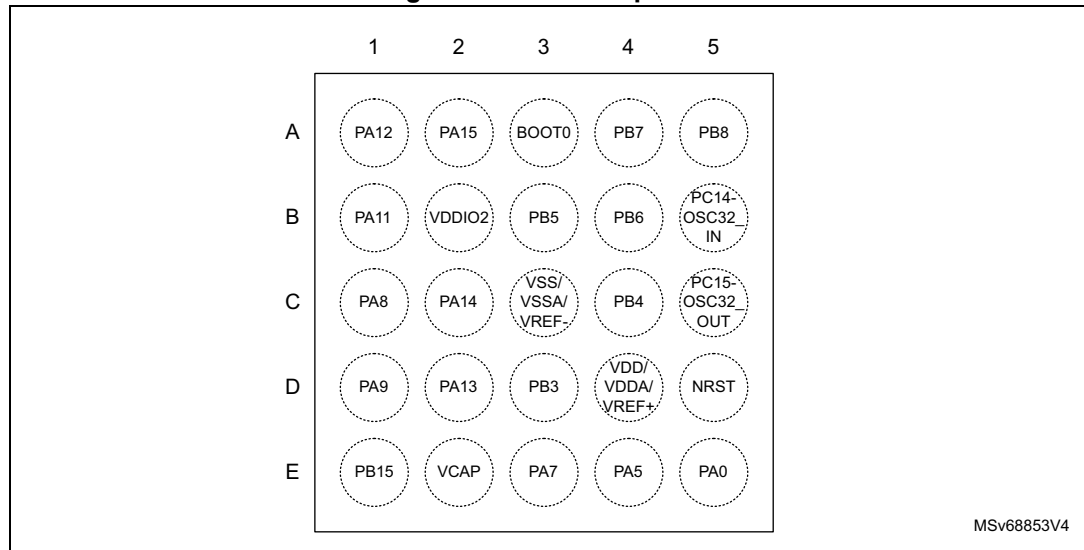 1 2 3 4 5
A PA12 PA15 BOOT0 PB7 PB8
B PA11 VDDIO2 PB5 PB6 PC14-
OSC32_
IN
C PA8 PA14 VSS/
VSSA/
VREF- PB4 PC15-
OSC32_
OUT
D PA9 PA13 PB3 VDD/
VDDA/
VREF+ NRST
E PB15 VCAP PA7 PA5 PA0
MSv68853V4